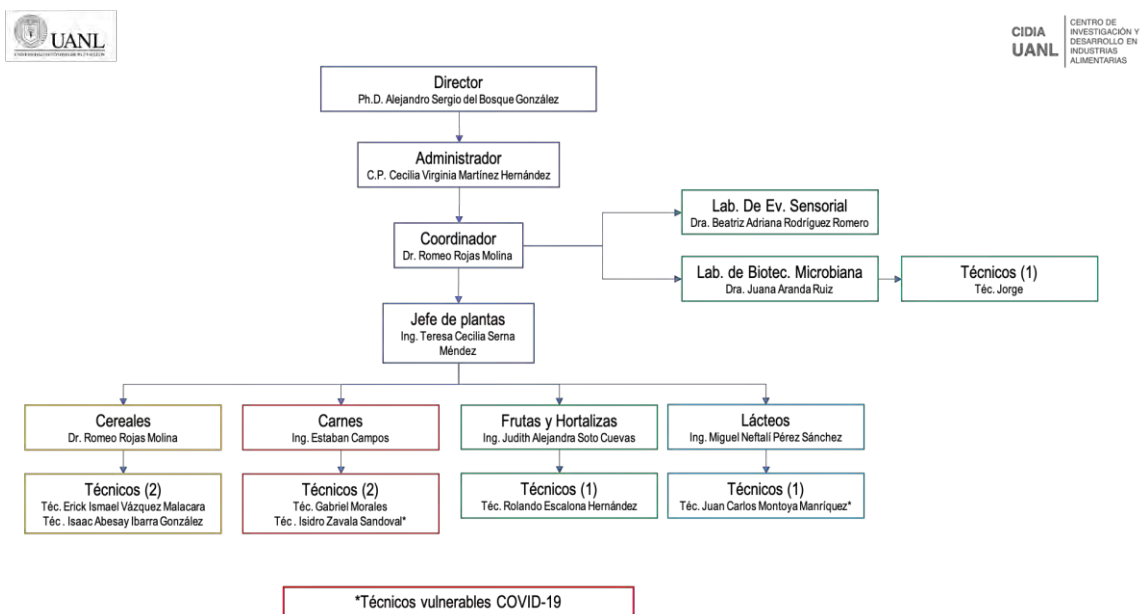 UANL
CIDIA
UANL
CENTRO DE
INVESTIGACIÓN Y
DESARROLLO EN
INDUSTRIAS
ALIMENTARIAS
Director
Ph.D. Alejandro Sergio del Bosque González
Administrador
C.P. Cecilia Virginia Martínez Hernández
Coordinador
Dr. Romeo Rojas Molina
Lab. De Ev. Sensorial
Dra. Beatriz Adriana Rodríguez Romero
Lab. de Biotec. Microbiana
Dra. Juana Aranda Ruiz
Técnicos (1)
Téc. Jorge
Jefe de plantas
Ing. Teresa Cecilia Serna
Méndez
Cereales
Dr. Romeo Rojas Molina
Carnes
Ing. Estaban Campos
Frutas y Hortalizas
Ing. Judith Alejandra Soto Cuevas
Lácteos
Ing. Miguel Neftalí Pérez Sánchez
Técnicos (2)
Téc. Erick Ismael Vázquez Malacara
Téc . Isaac Abesay Ibarra González
Técnicos (2)
Téc. Gabriel Morales
Téc . Isidro Zavala Sandoval*
Técnicos (1)
Téc. Rolando Escalona Hernández
Técnicos (1)
Téc. Juan Carlos Montoya Manríquez*
*Técnicos vulnerables COVID-19